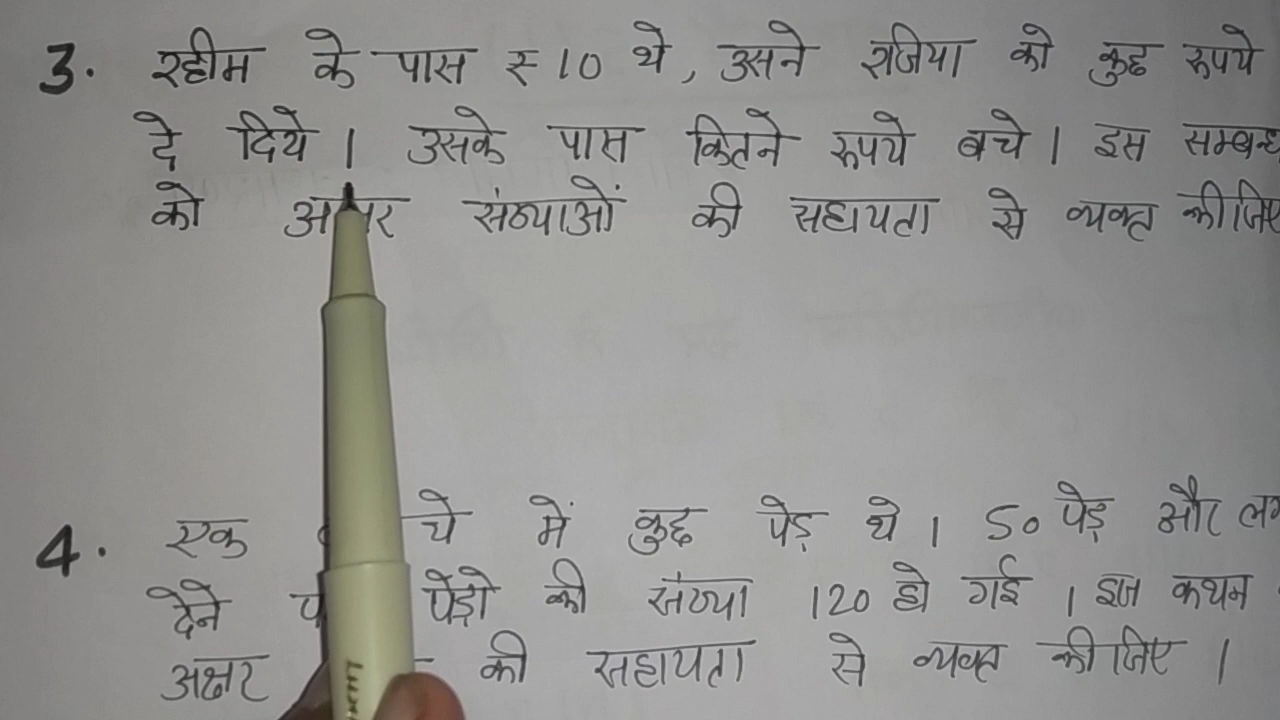 3. रहीम के पास ₹ 10 थे, उसने रजिया को कुछ रूपये
दे दिये । उसके पास कितने रूपये बचे । इस सम्बन्ध
को संख्याओं की सहायता से व्यक्त कीजिए
4. एक में कुछ पेड़ थे । 50 पेड़ और
देने पेड़ो की संख्या 120 हो गई । इस कथन
अक्षर की सहायता से व्यक्त कीजिए ।